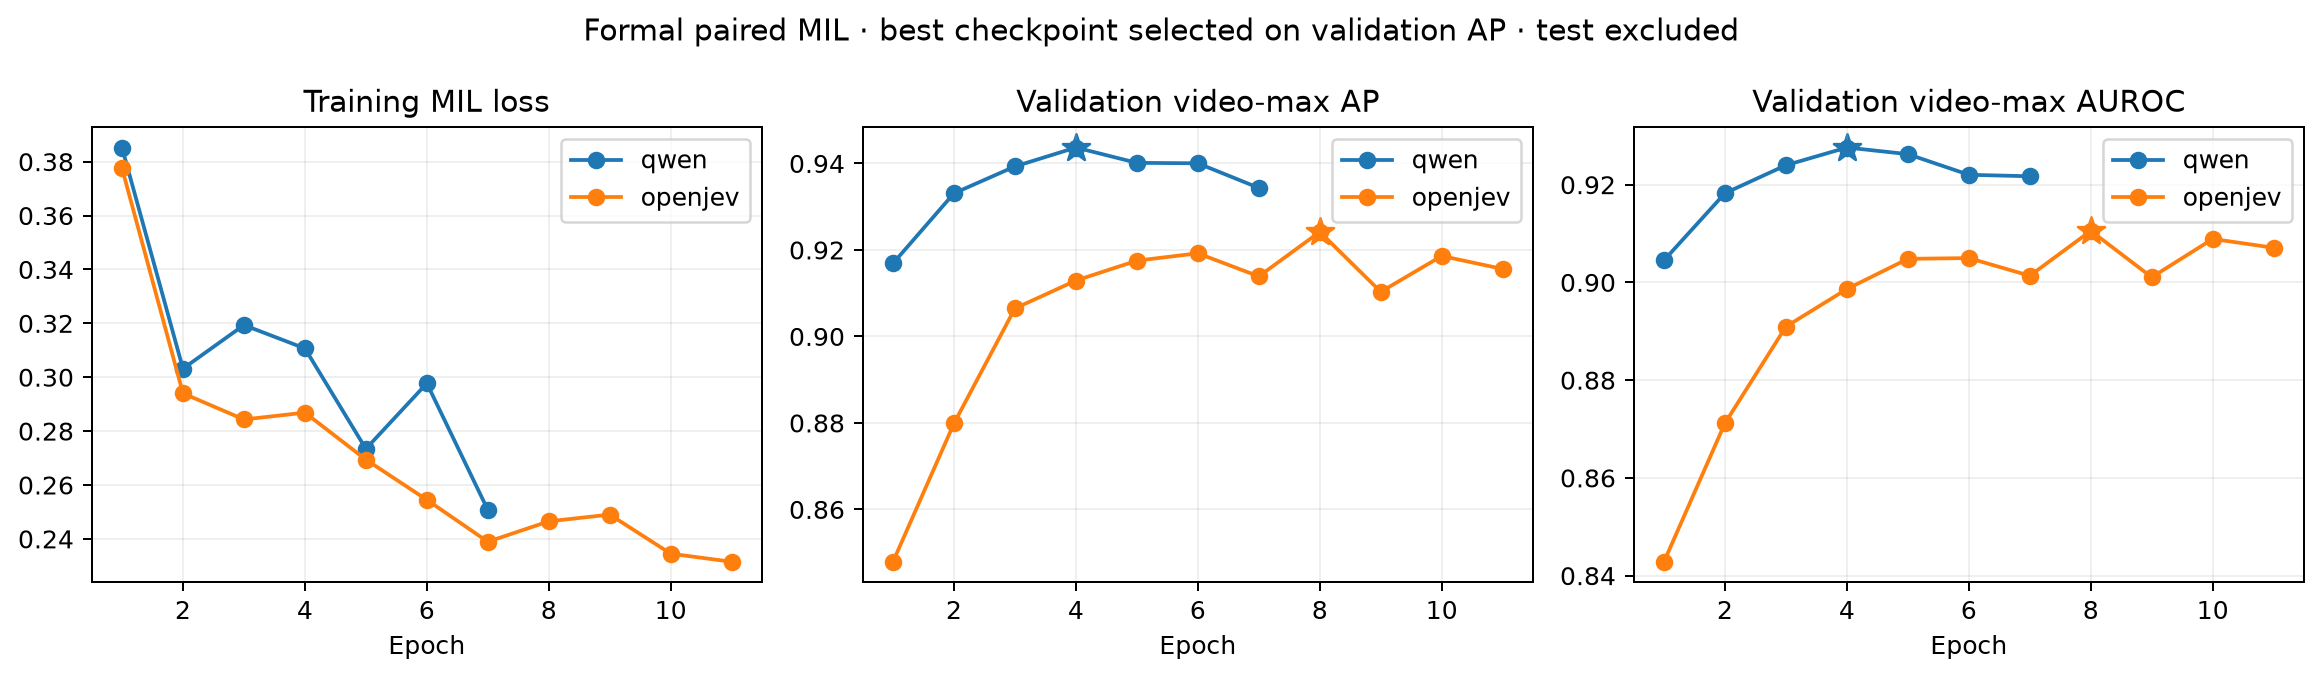 Formal paired MIL · best checkpoint selected on validation AP · test excluded
Training MIL loss
0.38
0.36
0.34
0.32
0.30
0.28
0.26
0.24
qwen
openjev
2 4 6 8 10
Epoch
Validation video-max AP
0.94
0.92
0.90
0.88
0.86
qwen
openjev
2 4 6 8 10
Epoch
Validation video-max AUROC
0.92
0.90
0.88
0.86
0.84
qwen
openjev
2 4 6 8 10
Epoch